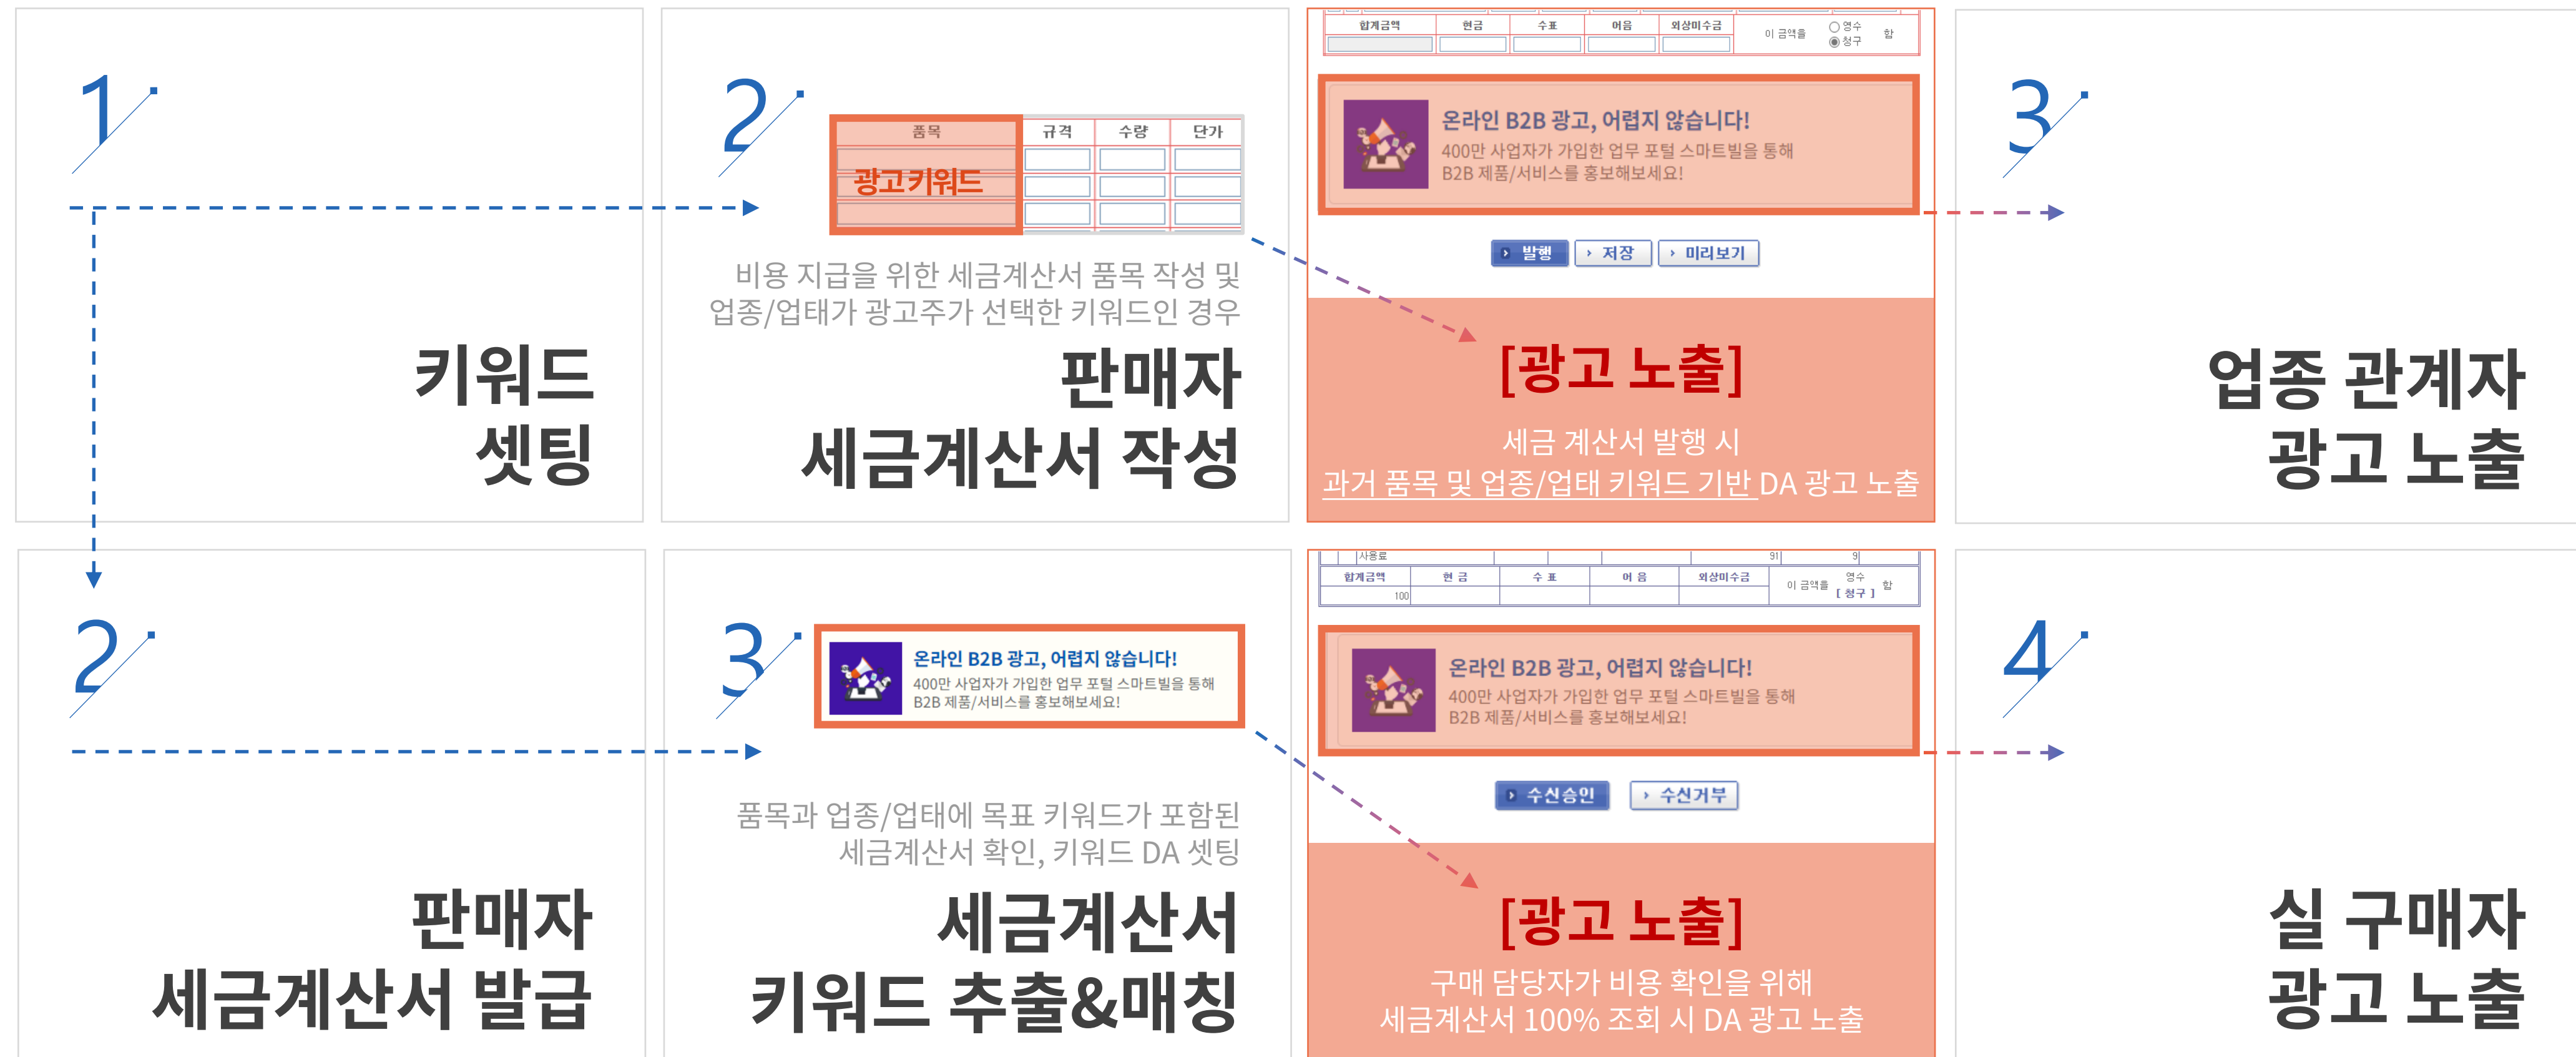 1
키워드
셋팅
2
품목 규격 수량 단가
광고 키워드
비용 지급을 위한 세금계산서 품목 작성 및
업종/업태가 광고주가 선택한 키워드인 경우
판매자
세금계산서 작성
합계금액 현금 수표 어음 외상미수금 이 금액을 영수 청구 함
온라인 B2B 광고, 어렵지 않습니다!
400만 사업자가 가입한 업무 포털 스마트빌을 통해
B2B 제품/서비스를 홍보해보세요!
발행 저장 미리보기
[광고 노출]
세금 계산서 발행 시
과거 품목 및 업종/업태 키워드 기반 DA 광고 노출
3
업종 관계자
광고 노출
2
판매자
세금계산서 발급
3
온라인 B2B 광고, 어렵지 않습니다!
400만 사업자가 가입한 업무 포털 스마트빌을 통해
B2B 제품/서비스를 홍보해보세요!
품목과 업종/업태에 목표 키워드가 포함된
세금계산서 확인, 키워드 DA 셋팅
세금계산서
키워드 추출&매칭
사용료 91 9
합계금액 현 금 수 표 어 음 외상미수금 이 금액을 영수 [ 청구 ] 함
100
온라인 B2B 광고, 어렵지 않습니다!
400만 사업자가 가입한 업무 포털 스마트빌을 통해
B2B 제품/서비스를 홍보해보세요!
수신승인 수신거부
[광고 노출]
구매 담당자가 비용 확인을 위해
세금계산서 100% 조회 시 DA 광고 노출
4
실 구매자
광고 노출